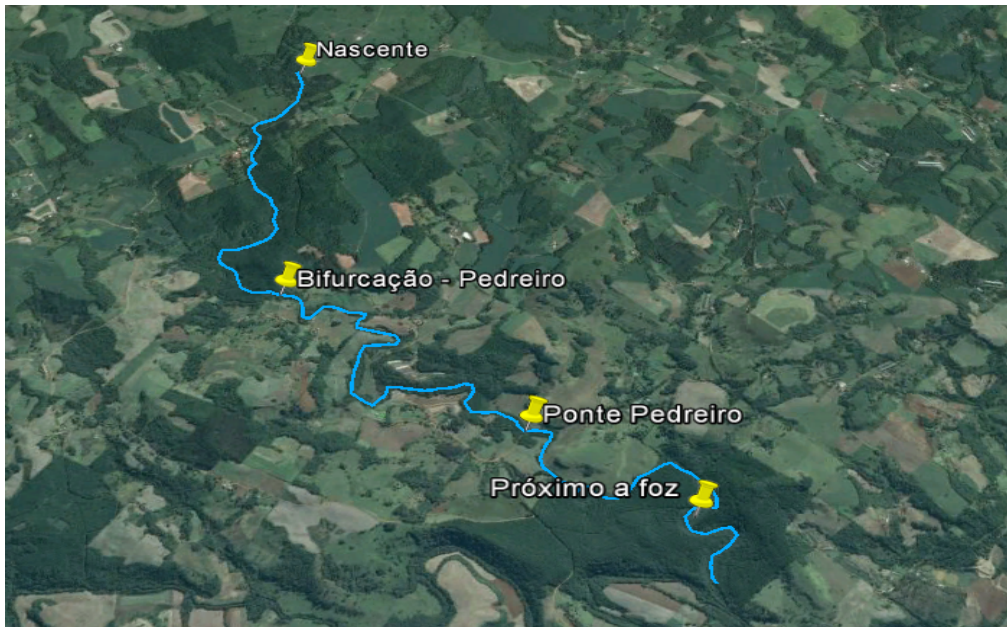 Nascente
Bifurcação - Pedreiro
Ponte Pedreiro
Próximo a foz